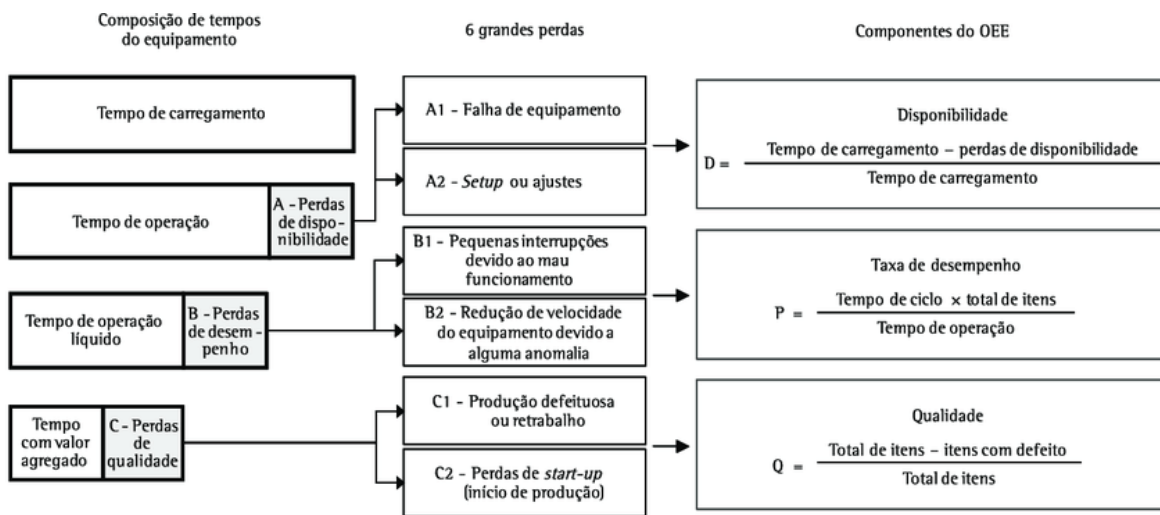 Composição de tempos
do equipamento
6 grandes perdas
Componentes do OEE
Tempo de carregamento
Tempo de operação
A - Perdas
de dispo-
nibilidade
Tempo de operação
líquido
B - Perdas
de desem-
penho
Tempo
com valor
agregado
C - Perdas
de
qualidade
A1 - Falha de equipamento
A2 - Setup ou ajustes
B1 - Pequenas interrupções
devido ao mau
funcionamento
B2 - Redução de velocidade
do equipamento devido a
alguma anomalia
C1 - Produção defeituosa
ou retrabalho
C2 - Perdas de start-up
(início de produção)
Disponibilidade
D = Tempo de carregamento – perdas de disponibilidade
Tempo de carregamento
Taxa de desempenho
P = Tempo de ciclo × total de itens
Tempo de operação
Qualidade
Q = Total de itens – itens com defeito
Total de itens